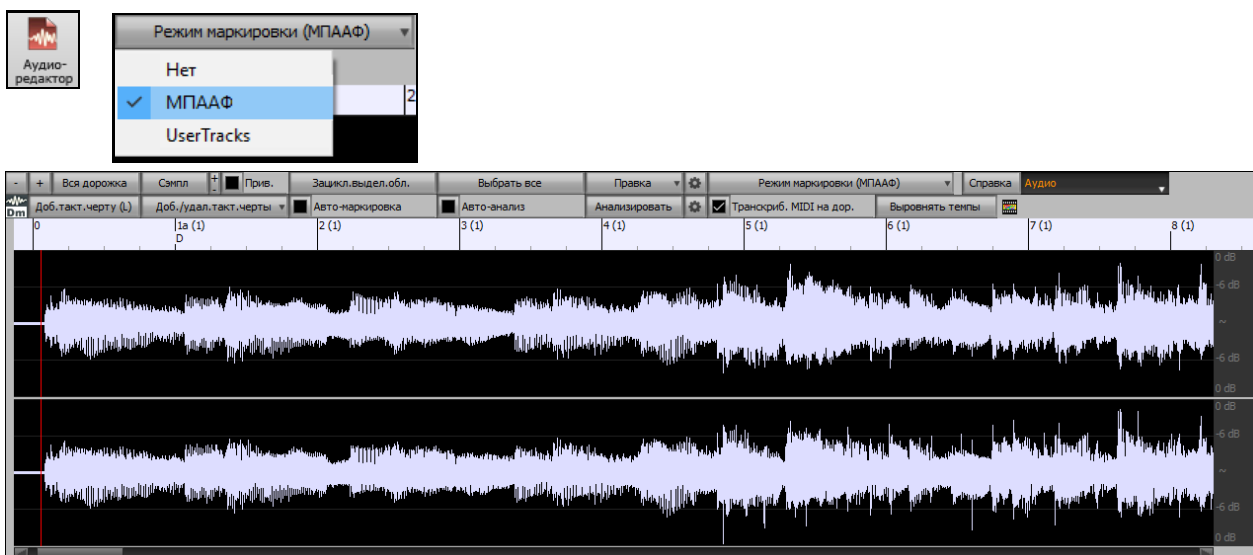 Аудио-
редактор
Режим маркировки (МПААФ)
Нет
МПААФ
UserTracks
2
- + Вся дорожка Сэмпл + - Прив. Зацикл.выдел.обл. Выбрать все Правка Режим маркировки (МПААФ) Справка Аудио
Dm Доб.такт.черту (L) Доб./удал.такт.черты Авто-маркировка Авто-анализ Анализировать Транскриб. MIDI на дор. Выровнять темпы
0 1a (1) 2 (1) 3 (1) 4 (1) 5 (1) 6 (1) 7 (1) 8 (1)
D
0 dB
-6 dB
~
-6 dB
0 dB
0 dB
-6 dB
~
-6 dB
0 dB